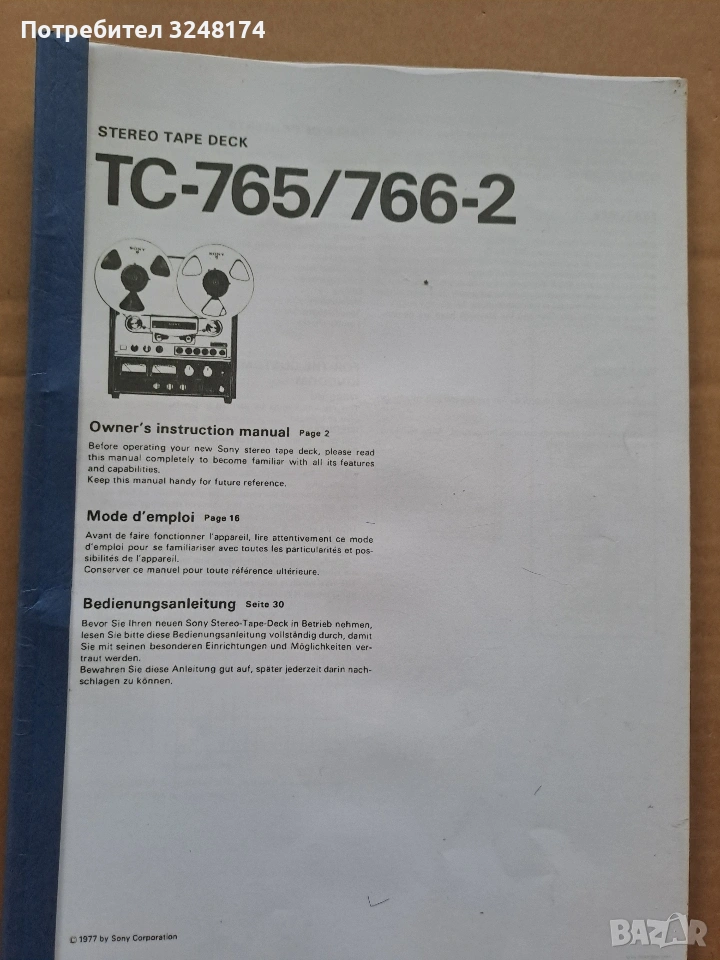 Потребител 3248174
STEREO TAPE DECK
TC-765/766-2
SONY
SONY
Owner's instruction manual Page 2
Before operating your new Sony stereo tape deck, please read
this manual completely to become familiar with all its features
and capabilities.
Keep this manual handy for future reference.
Mode d'emploi Page 16
Avant de faire fonctionner l'appareil, lire attentivement ce mode
d'emploi pour se familiariser avec toutes les particularités et pos-
sibilités de l'appareil.
Conserver ce manuel pour toute référence ultérieure.
Bedienungsanleitung Seite 30
Bevor Sie Ihren neuen Sony Stereo-Tape-Deck in Betrieb nehmen,
lesen Sie bitte diese Bedienungsanleitung vollständig durch, damit
Sie mit seinen besonderen Einrichtungen und Möglichkeiten ver-
traut werden.
Bewahren Sie diese Anleitung gut auf, später jederzeit darin nach-
schlagen zu können.
© 1977 by Sony Corporation
BAZAR